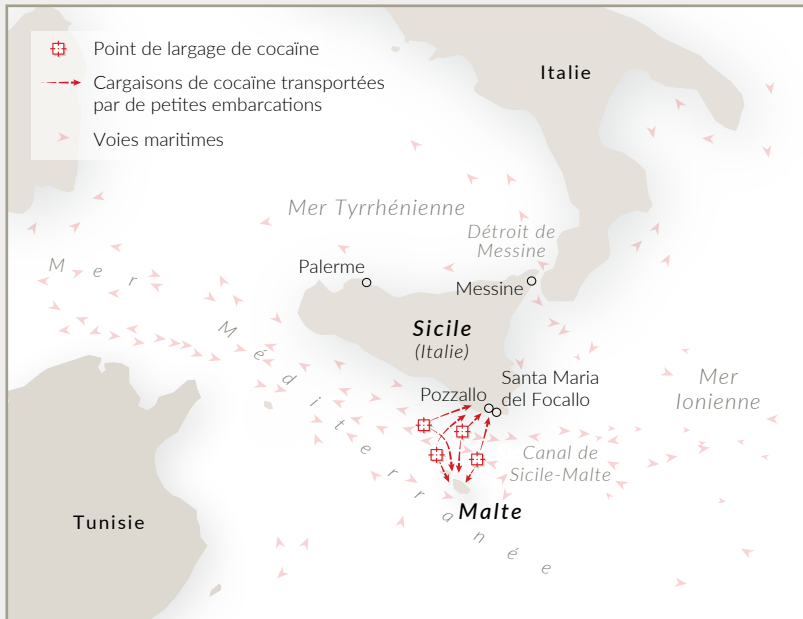 Point de largage de cocaïne
Cargaisons de cocaïne transportées
par de petites embarcations
Voies maritimes
Italie
Mer Tyrrhénienne
Détroit de
Messine
Palerme
Messine
Mer
Méditerranée
Sicile
(Italie)
Pozzallo
Santa Maria
del Focallo
Mer
Ionienne
Canal de
Sicile-Malte
Malte
Tunisie